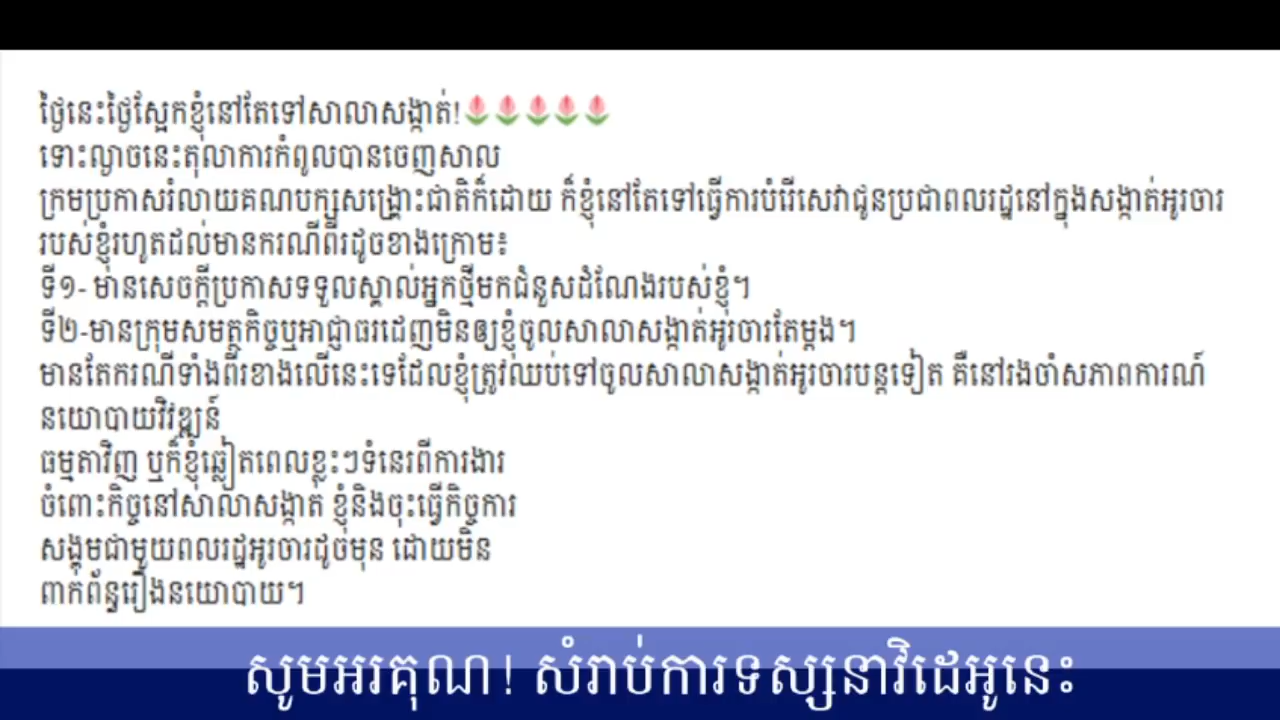 ថ្ងៃនេះថ្ងៃស្អែកខ្ញុំនៅតែទៅសាលាសង្កាត់!🌷🌷🌷🌷🌷
ទោះល្ងាចនេះតុលាការកំពូលបានចេញសាល
ក្រមប្រកាសរំលាយគណបក្សសង្គ្រោះជាតិក៏ដោយ ក៏ខ្ញុំនៅតែទៅធ្វើការបំរើសេវាជូនប្រជាពលរដ្ឋនៅក្នុងសង្កាត់អូរចារ
របស់ខ្ញុំរហូតដល់មានករណីពីរដូចខាងក្រោម៖
ទី១- មានសេចក្តីប្រកាសទទួលស្គាល់អ្នកថ្មីមកជំនួសដំណែងរបស់ខ្ញុំ។
ទី២-មានក្រុមសមត្ថកិច្ចឬអាជ្ញាធរដេញមិនឲ្យខ្ញុំចូលសាលាសង្កាត់អូរចារតែម្តង។
មានតែករណីទាំងពីរខាងលើនេះទេដែលខ្ញុំត្រូវឈប់ទៅចូលសាលាសង្កាត់អូរចារបន្តទៀត គឺនៅរងចាំសភាពការណ៍
នយោបាយវិវឌ្ឍន៍
ធម្មតាវិញ ឬក៏ខ្ញុំឆ្លៀតពេលខ្លះៗទំនេរពីការងារ
ចំពោះកិច្ចនៅសាលាសង្កាត ខ្ញុំនិងចុះធ្វើកិច្ចការ
សង្គមជាមួយពលរដ្ឋអូរចារដូចមុន ដោយមិន
ពាក់ព័ន្ធរឿងនយោបាយ។
សូមអរគុណ! សំរាប់ការទស្សនាវិដេអូនេះ